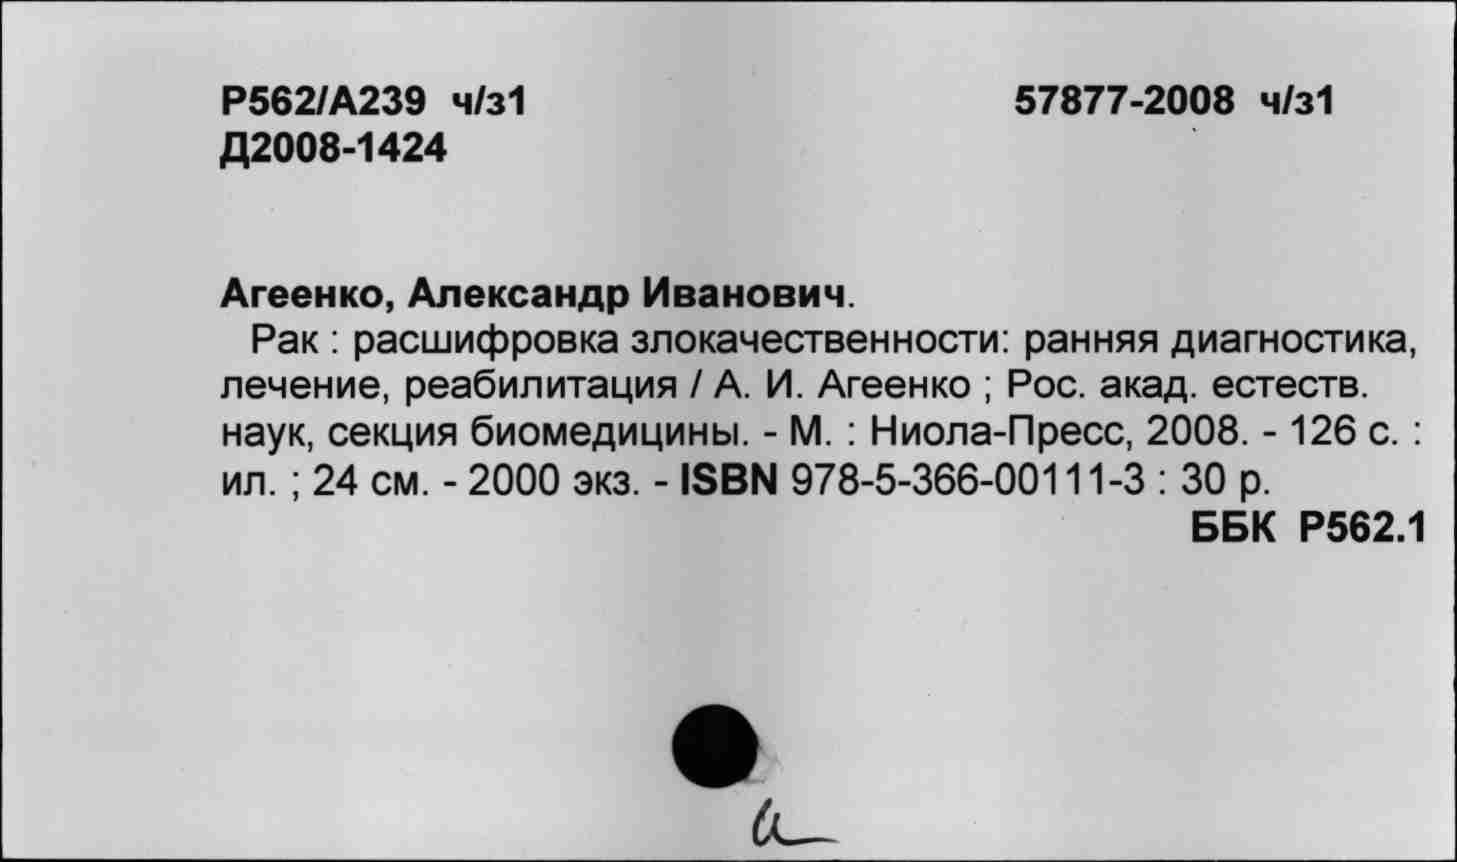 Р562/А239 ч/з1 57877-2008 ч/з1
Д2008-1424
Агеенко, Александр Иванович.
Рак : расшифровка злокачественности: ранняя диагностика,
лечение, реабилитация / А. И. Агеенко ; Рос. акад. естеств.
наук, секция биомедицины. - М. : Ниола-Пресс, 2008. - 126 с. :
ил. ; 24 см. - 2000 экз. - ISBN 978-5-366-00111-3 : 30 р.
ББК Р562.1